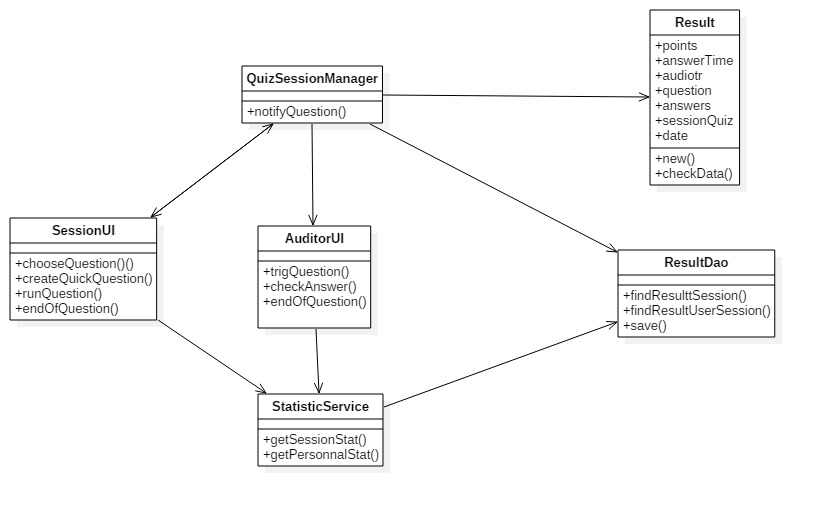 Result
+points
+answerTime
+audiotr
+question
+answers
+sessionQuiz
+date
+new()
+checkData()
QuizSessionManager
+notifyQuestion()
SessionUI
+chooseQuestion()()
+createQuickQuestion()
+runQuestion()
+endOfQuestion()
AuditorUI
+trigQuestion()
+checkAnswer()
+endOfQuestion()
ResultDao
+findResulttSession()
+findResultUserSession()
+save()
StatisticService
+getSessionStat()
+getPersonnalStat()